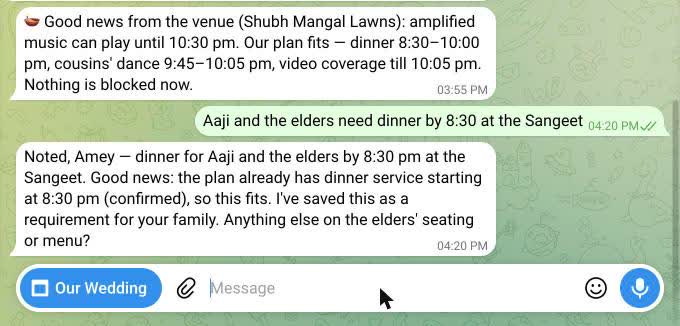 🪔 Good news from the venue (Shubh Mangal Lawns): amplified
music can play until 10:30 pm. Our plan fits — dinner 8:30–10:00
pm, cousins' dance 9:45–10:05 pm, video coverage till 10:05 pm.
Nothing is blocked now.
03:55 PM
Aaji and the elders need dinner by 8:30 at the Sangeet
04:20 PM
Noted, Amey — dinner for Aaji and the elders by 8:30 pm at the
Sangeet. Good news: the plan already has dinner service starting
at 8:30 pm (confirmed), so this fits. I've saved this as a
requirement for your family. Anything else on the elders' seating
or menu?
04:20 PM
Our Wedding
Message